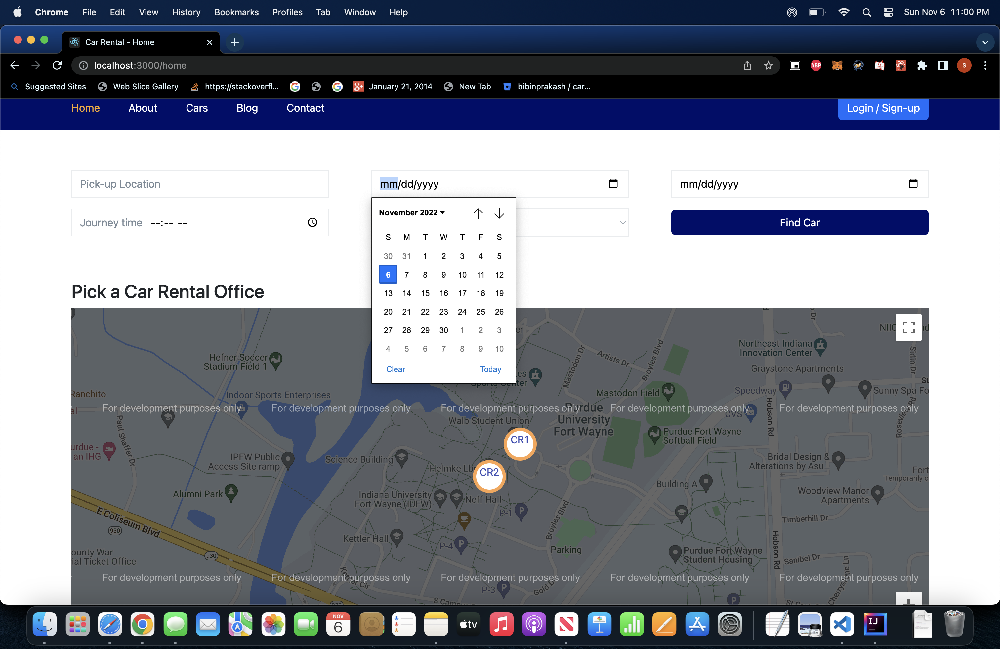 Chrome File Edit View History Bookmarks Profiles Tab Window Help Sun Nov 6 11:00 PM
Car Rental - Home
localhost:3000/home ABP S
Suggested Sites Web Slice Gallery https://stackoverfl... January 21, 2014 New Tab bibinprakash / car...
Home About Cars Blog Contact Login / Sign-up
Pick-up Location mm/dd/yyyy mm/dd/yyyy
Journey time --:-- -- Find Car
November 2022
S M T W T F S
30 31 1 2 3 4 5
6 7 8 9 10 11 12
13 14 15 16 17 18 19
20 21 22 23 24 25 26
27 28 29 30 1 2 3
4 5 6 7 8 9 10
Clear Today
Pick a Car Rental Office
Hefner Soccer
Stadium Field 1
Mastodon Dr
Artists Dr
Broyles Blvd
Northeast Indiana
Innovation Center
Sirlin Dr
Graystone Apartments
Ranchito
Indoor Sports Enterprises
Mastodon Field
Speedway
Sunny Spa
For development purposes only For development purposes only For development purposes only For development purposes only For development purposes only
Paul Shaffer Dr
Walb Student Union
Purdue
University
Fort Wayne
CVS
Hobson Rd
Purdue Fort Wayne
Softball Field
CR1
an IHG
IPFW Public
Access Site ramp
Science Building
Helmke
CR2
Bridal Design &
Alterations by Asu...
Fort
Temporarily c
Alumni Park
Indiana University
Fort Wayne (IUFW)
Neff Hall
Building A
Woodview Manor
Apartments
E Coliseum Blvd
930
P-1 P
Broyles Blvd
Timberhill Dr
Kettler Hall
P-4 P
Parking
Hobson Rd
Purdue Fort Wayne
Student Housing
Sanibel Dr
ounty War
ial Ticket Office
930
Cherrystone Ln
For development purposes only For development purposes only For development purposes only For development purposes only For development purposes only
Kettler Cir
P-3 P
P
NOV
6
tv
IJ